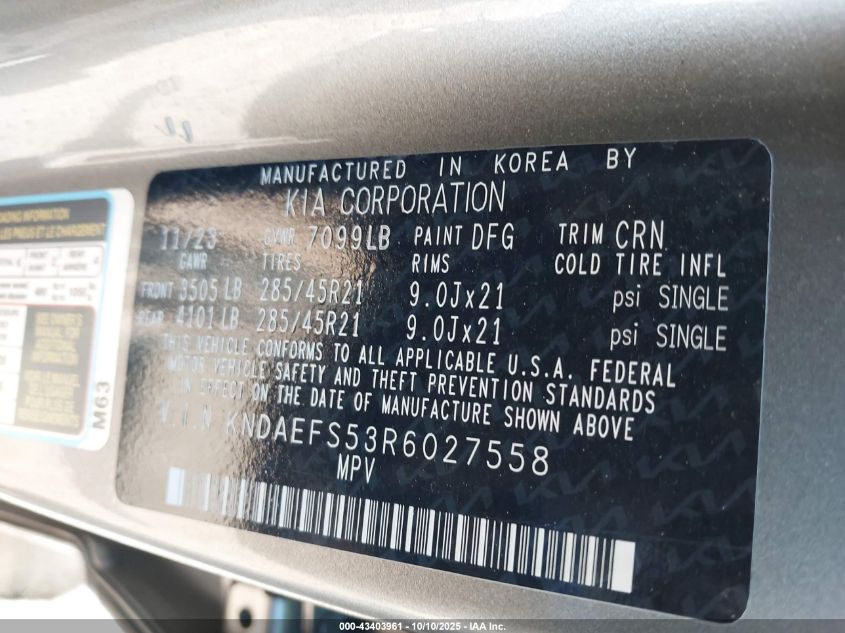 MANUFACTURED IN KOREA BY
KIA CORPORATION
11/23 GVWR 7099LB PAINT DFG TRIM CRN
GAWR TIRES RIMS COLD TIRE INFL
FRONT 3505 LB 285/45R21 9.0Jx21 psi SINGLE
REAR 4101 LB 285/45R21 9.0Jx21 psi SINGLE
THIS VEHICLE CONFORMS TO ALL APPLICABLE U.S.A. FEDERAL
MOTOR VEHICLE SAFETY AND THEFT PREVENTION STANDARDS
IN EFFECT ON THE DATE OF MANUFACTURE SHOWN ABOVE
V.I.N KNDAEFS53R6027558
MPV
M63
000-43403961 - 10/10/2025 - IAA Inc.